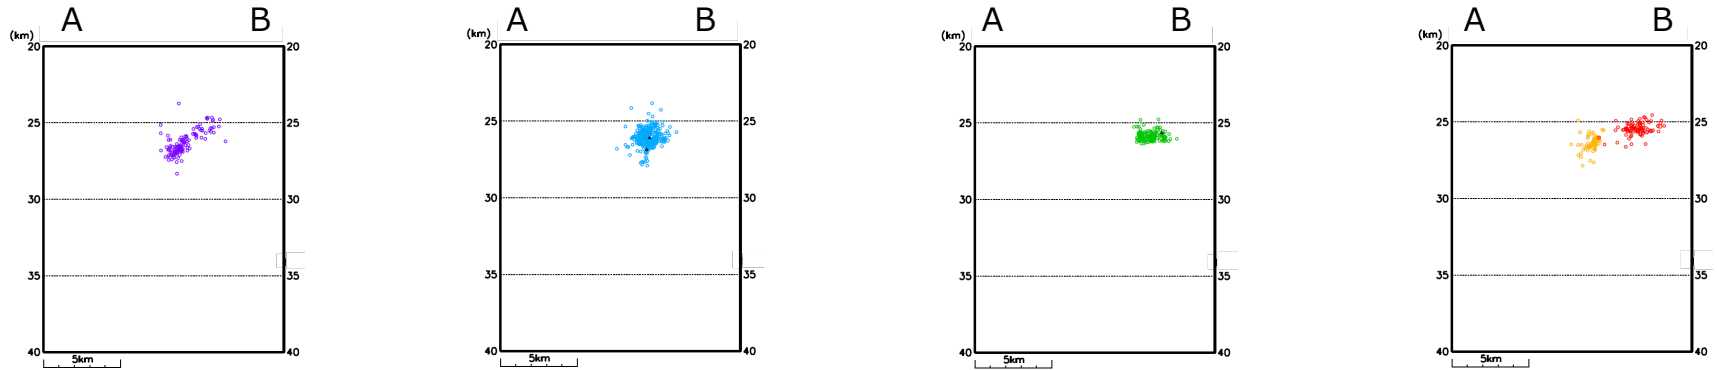 A B A B A B A B
(km) (km) (km) (km)
20 20 20 20 20 20 20 20
25 25 25 25 25 25 25 25
30 30 30 30 30 30 30 30
35 35 35 35 35 35 35 35
40 40 40 40 40 40 40 40
5km 5km 5km 5km